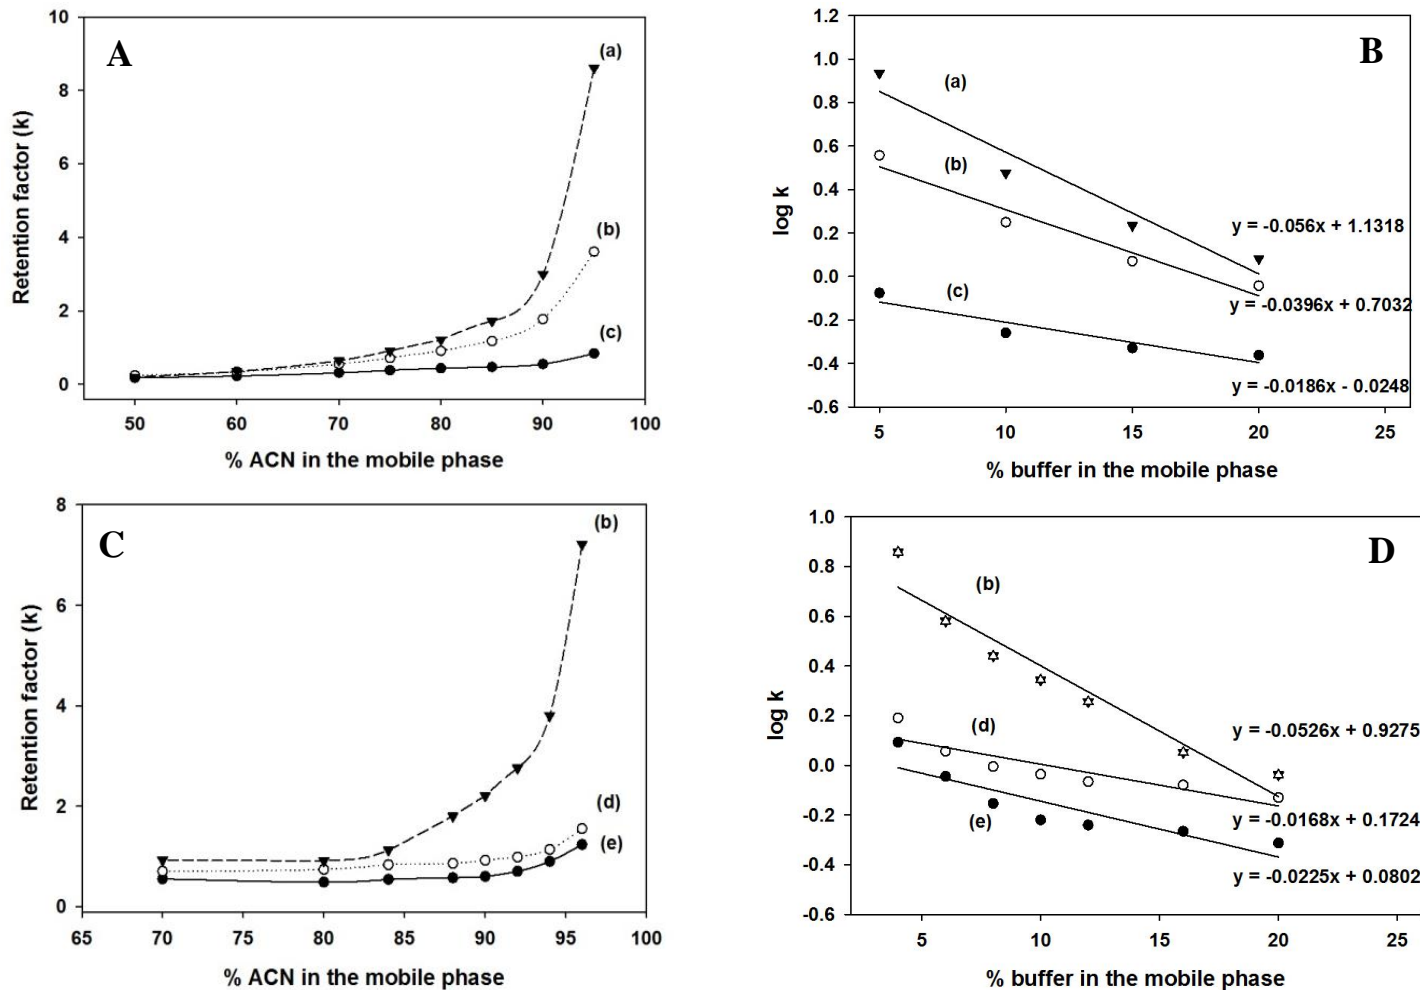 A
Retention factor (k)
10
8
6
4
2
0
(a)
(b)
(c)
50 60 70 80 90 100
% ACN in the mobile phase
B
log k
1.2
1.0
0.8
0.6
0.4
0.2
0.0
-0.2
-0.4
-0.6
(a)
(b)
(c)
y = -0.056x + 1.1318
y = -0.0396x + 0.7032
y = -0.0186x - 0.0248
5 10 15 20 25
% buffer in the mobile phase
C
Retention factor (k)
8
6
4
2
0
(b)
(d)
(e)
65 70 75 80 85 90 95 100
% ACN in the mobile phase
D
log k
1.0
0.8
0.6
0.4
0.2
0.0
-0.2
-0.4
-0.6
(b)
(d)
(e)
y = -0.0526x + 0.9275
y = -0.0168x + 0.1724
y = -0.0225x + 0.0802
5 10 15 20 25
% buffer in the mobile phase